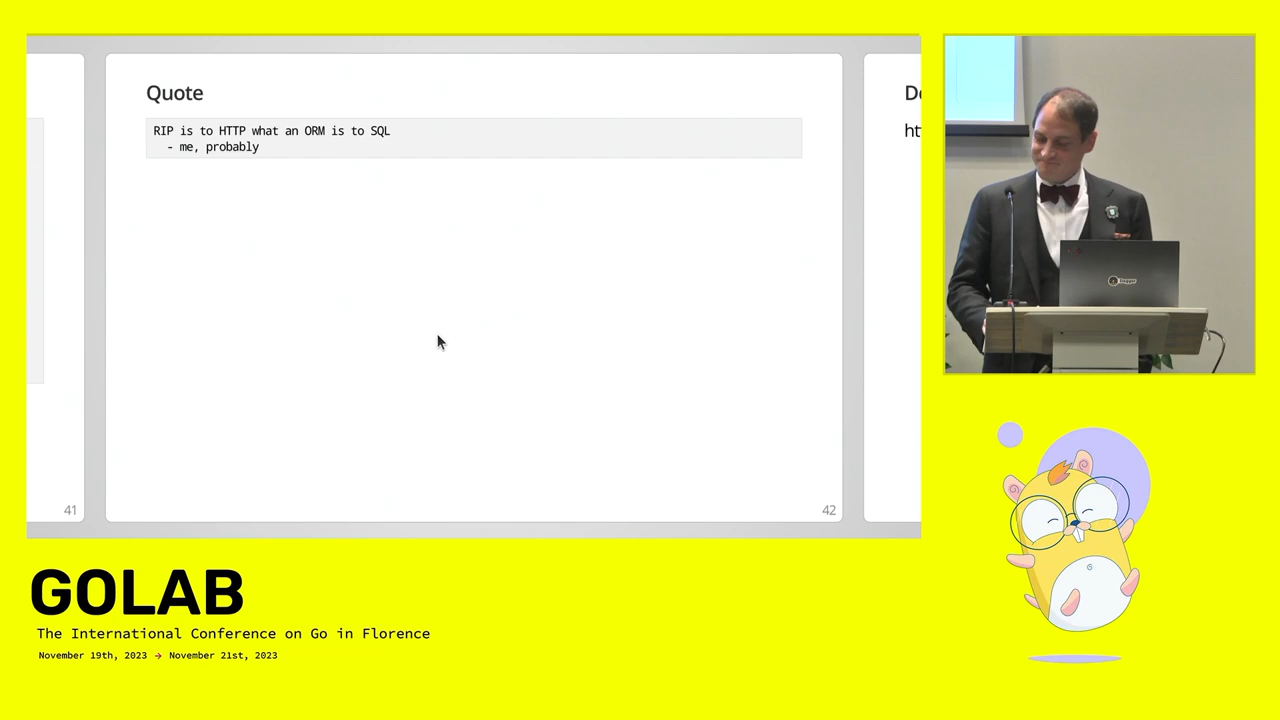 Quote
RIP is to HTTP what an ORM is to SQL
- me, probably
41
42
GOLAB
The International Conference on Go in Florence
November 19th, 2023 → November 21st, 2023